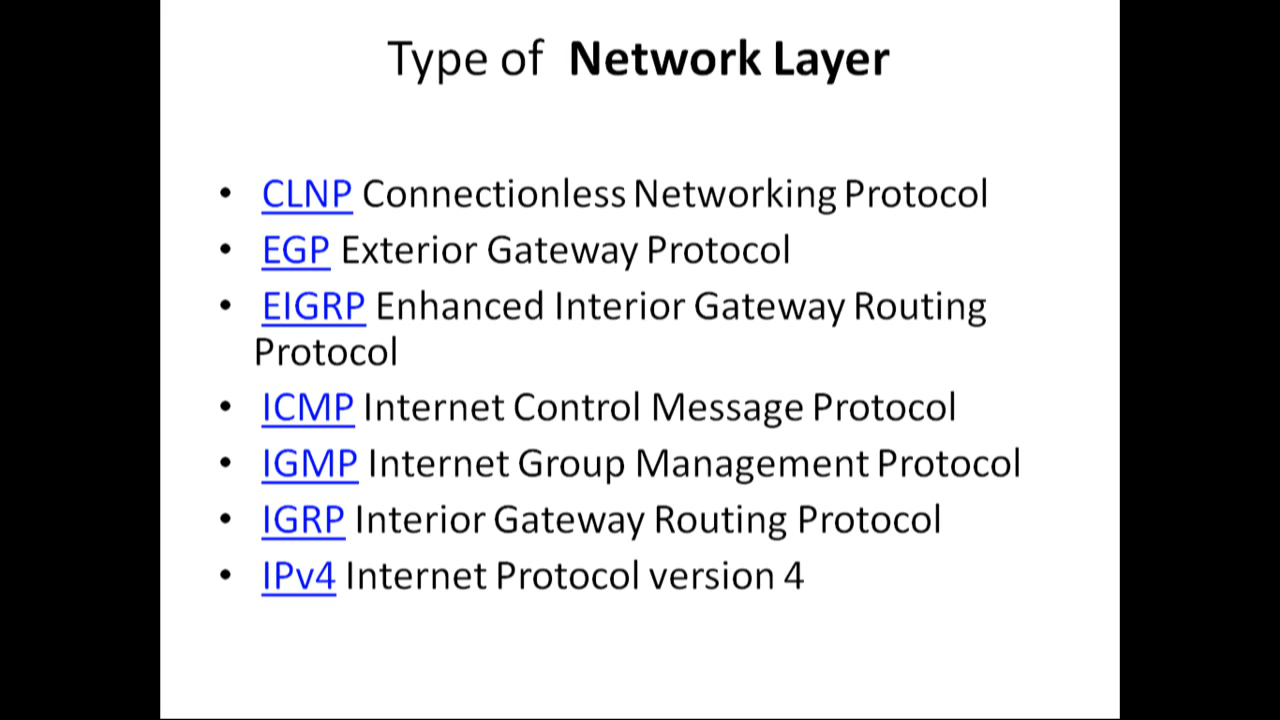 Type of Network Layer
• CLNP Connectionless Networking Protocol
• EGP Exterior Gateway Protocol
• EIGRP Enhanced Interior Gateway Routing
Protocol
• ICMP Internet Control Message Protocol
• IGMP Internet Group Management Protocol
• IGRP Interior Gateway Routing Protocol
• IPv4 Internet Protocol version 4